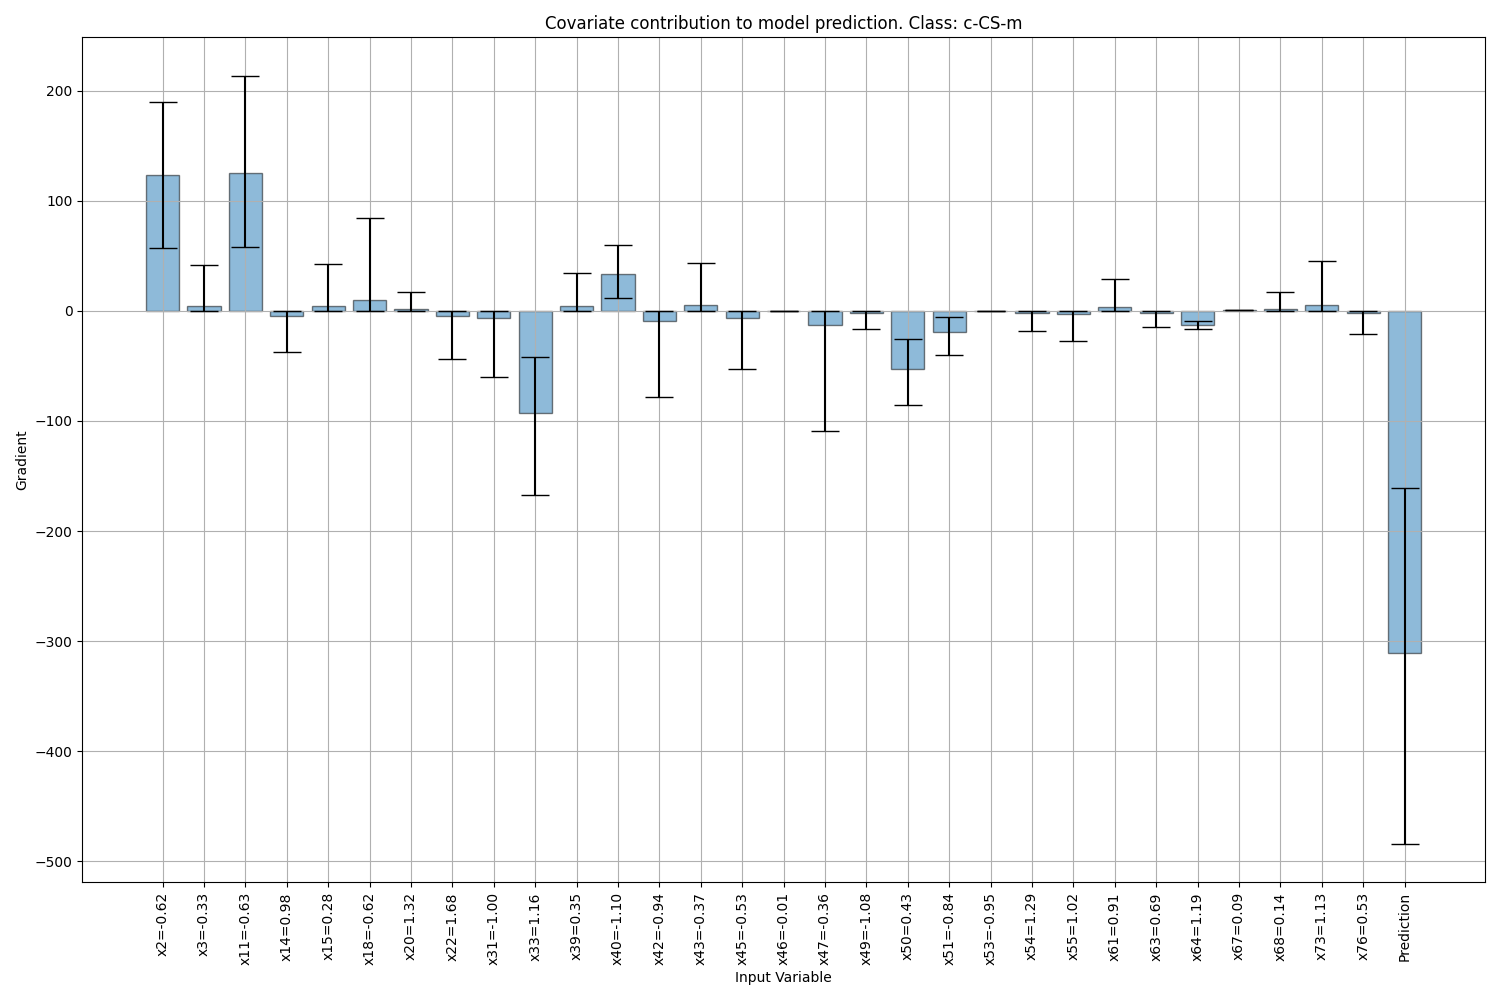 Covariate contribution to model prediction. Class: c-CS-m
Gradient
200
100
0
−100
−200
−300
−400
−500
x2=-0.62
x3=-0.33
x11=-0.63
x14=0.98
x15=0.28
x18=-0.62
x20=1.32
x22=1.68
x31=-1.00
x33=1.16
x39=0.35
x40=-1.10
x42=-0.94
x43=-0.37
x45=-0.53
x46=-0.01
x47=-0.36
x49=-1.08
x50=0.43
x51=-0.84
x53=-0.95
x54=1.29
x55=1.02
x61=0.91
x63=0.69
x64=1.19
x67=0.09
x68=0.14
x73=1.13
x76=0.53
Prediction
Input Variable